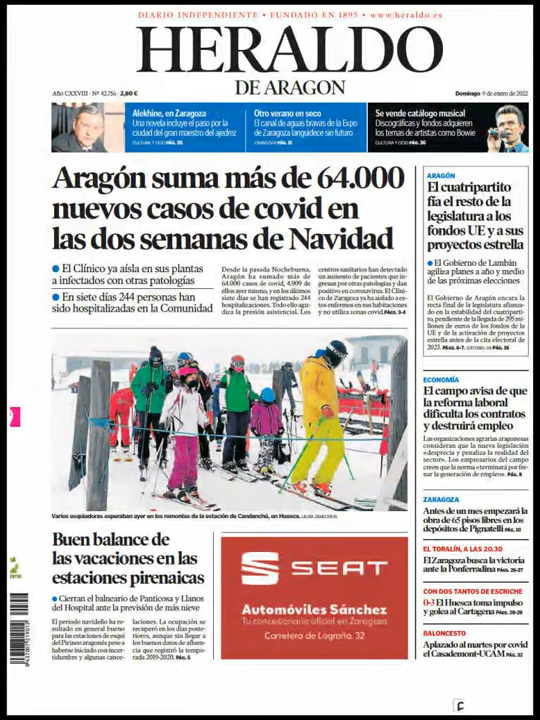 DIARIO INDEPENDIENTE • FUNDADO EN 1895 • www.heraldo.es
HERALDO
DE ARAGON
Año CXXVIII · Nº 42.756 · 2,80 €
Domingo 9 de enero de 2022
Alekhine, en Zaragoza
Una novela incluye el paso por la
ciudad del gran maestro del ajedrez
CULTURA Y OCIO PÁG. 35
Otro verano en seco
El canal de aguas bravas de la Expo
de Zaragoza languidece sin futuro
ZARAGOZA PÁG.
Se vende catálogo musical
Discográficas y fondos adquieren
los temas de artistas como Bowie
CULTURA Y OCIO PÁG. 36
Aragón suma más de 64.000
nuevos casos de covid en
las dos semanas de Navidad
● El Clínico ya aísla en sus plantas
a infectados con otras patologías
● En siete días 244 personas han
sido hospitalizadas en la Comunidad
Desde la pasada Nochebuena,
Aragón ha sumado más de
64.000 casos de covid, 4.909 de
ellos ayer mismo, y en los últimos
siete días se han registrado 244
hospitalizaciones. Todo ello agu-
diza la presión asistencial. Los
centros sanitarios han detectado
un aumento de pacientes que in-
gresan por otras patologías y dan
positivo en coronavirus. El Clíni-
co de Zaragoza ya ha aislado a es-
tos enfermos en sus habitaciones
y no utiliza zonas covid. PÁGS. 3-4
ARAGÓN
El cuatripartito
fía el resto de la
legislatura a los
fondos UE y a sus
proyectos estrella
● El Gobierno de Lambán
agiliza planes a año y medio
de las próximas elecciones
El Gobierno de Aragón encara la
recta final de la legislatura afianza-
do en la estabilidad del cuatriparti-
to, pendiente de la llegada de 295 mi-
llones de euros de los fondos de la
UE y de la activación de proyectos
estrella antes de la cita electoral de
2023. PÁGS. 6-7. EDITORIAL EN PÁG.
ECONOMÍA
El campo avisa de que
la reforma laboral
dificulta los contratos
y destruirá empleo
Las organizaciones agrarias aragonesas
consideran que la nueva legislación
«desprecia y penaliza la realidad del
sector». Los empresarios del campo
creen que la norma «terminará por fre-
nar la generación de empleo». PÁG. 8
ZARAGOZA
Antes de un mes empezará la
obra de 65 pisos libres en los
depósitos de Pignatelli PÁG.
EL TORALÍN, A LAS 20.30
El Zaragoza busca la victoria
ante la Ponferradina PÁGS. 26-27
CON DOS TANTOS DE ESCRICHE
0-3 El Huesca toma impulso
y golea al Cartagena PÁGS. 28-29
BALONCESTO
Aplazado al martes por covid
el Casademont-UCAM PÁG. 32
Varios esquiadores esperaban ayer en los remontes de la estación de Candanchú, en Huesca.
Buen balance de
las vacaciones en las
estaciones pirenaicas
● Cierran el balneario de Panticosa y Llanos
del Hospital ante la previsión de más nieve
El periodo navideño ha re-
sultado en general bueno
para las estaciones de esquí
del Pirineo aragonés pese a
haberse iniciado con incer-
tidumbre y algunas cance-
laciones. La ocupación se
recuperó en los días poste-
riores, aunque sin llegar a
los buenos datos de afluen-
cia que registró la tempora-
da 2019-2020. PÁG. 5
SEAT
Automóviles Sánchez
Tu concesionario oficial en Zaragoza
Carretera de Logroño, 32